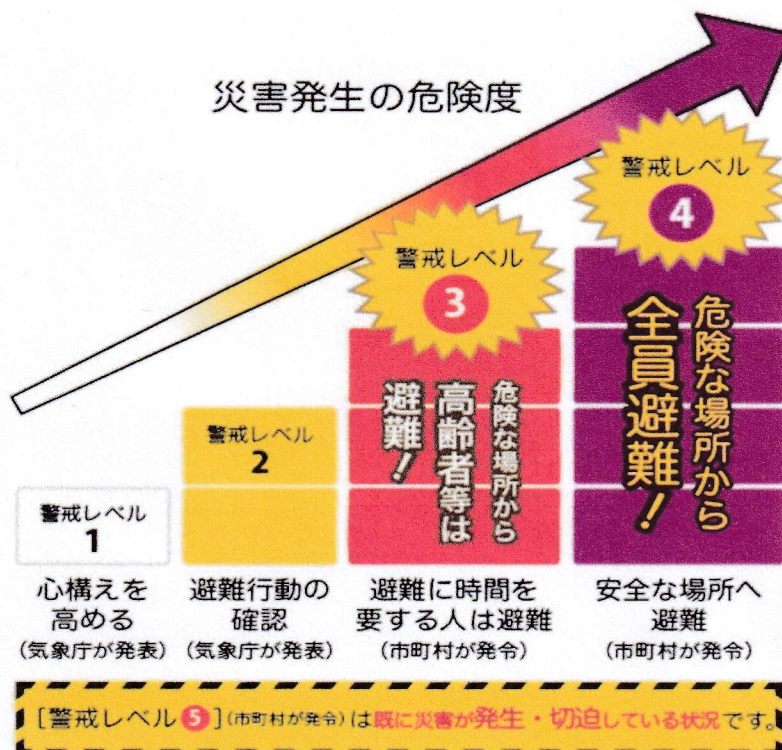 災害発生の危険度
警戒レベル
4
危険な場所から
全員避難!
安全な場所へ
避難
(市町村が発令)
警戒レベル
3
危険な場所から
高齢者等は
避難!
避難に時間を
要する人は避難
(市町村が発令)
警戒レベル
2
避難行動の
確認
(気象庁が発表)
警戒レベル
1
心構えを
高める
(気象庁が発表)
[警戒レベル5](市町村が発令)は既に災害が発生・切迫している状況です。